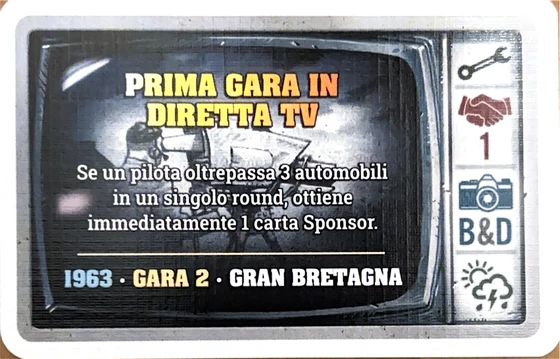 PRIMA GARA IN
DIRETTA TV
Se un pilota oltrepassa 3 automobili
in un singolo round, ottiene
immediatamente 1 carta Sponsor.
1963 · GARA 2 · GRAN BRETAGNA
1
B&D